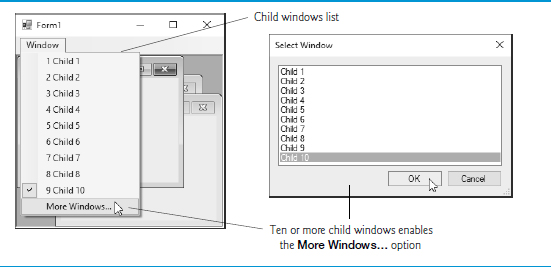 Child windows list
Form1
Window
1 Child 1
2 Child 2
3 Child 3
4 Child 4
5 Child 5
6 Child 6
7 Child 7
8 Child 8
9 Child 10
More Windows...
Select Window
Child 1
Child 2
Child 3
Child 4
Child 5
Child 6
Child 7
Child 8
Child 9
Child 10
OK
Cancel
Ten or more child windows enables
the More Windows... option